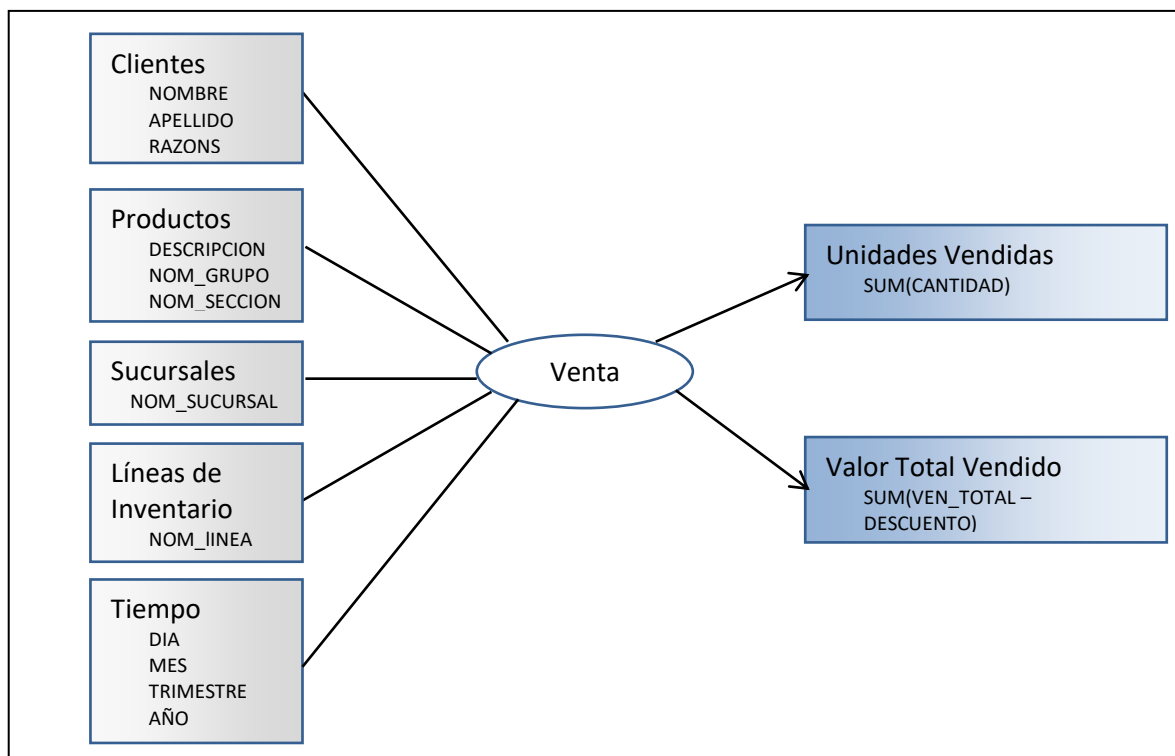 Clientes
NOMBRE
APELLIDO
RAZONS
Productos
DESCRIPCION
NOM_GRUPO
NOM_SECCION
Sucursales
NOM_SUCURSAL
Líneas de
Inventario
NOM_lINEA
Tiempo
DIA
MES
TRIMESTRE
AÑO
Venta
Unidades Vendidas
SUM(CANTIDAD)
Valor Total Vendido
SUM(VEN_TOTAL –
DESCUENTO)